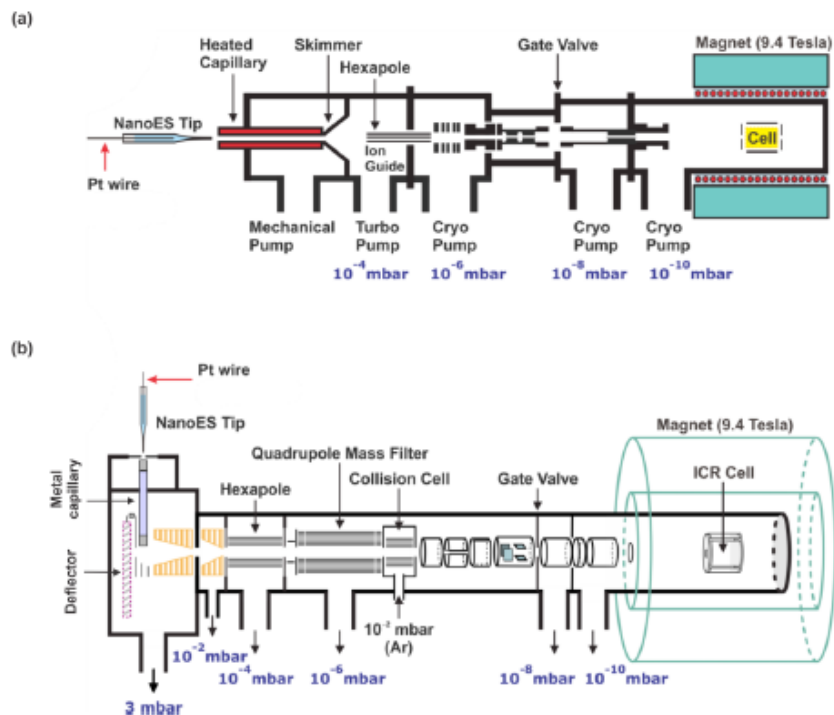 (a)
Heated
Capillary
Skimmer
Hexapole
Gate Valve
Magnet (9.4 Tesla)
NanoES Tip
Pt wire
Ion
Guide
Cell
Mechanical
Pump
Turbo
Pump
10⁻⁴mbar
Cryo
Pump
10⁻⁶mbar
Cryo
Pump
10⁻⁸mbar
Cryo
Pump
10⁻¹⁰mbar
(b)
Pt wire
NanoES Tip
Metal
capillary
Deflector
Hexapole
Quadrupole Mass Filter
Collision Cell
Gate Valve
Magnet (9.4 Tesla)
ICR Cell
3 mbar
10⁻²mbar
10⁻⁴mbar
10⁻⁶mbar
10⁻² mbar
(Ar)
10⁻⁸mbar
10⁻¹⁰mbar